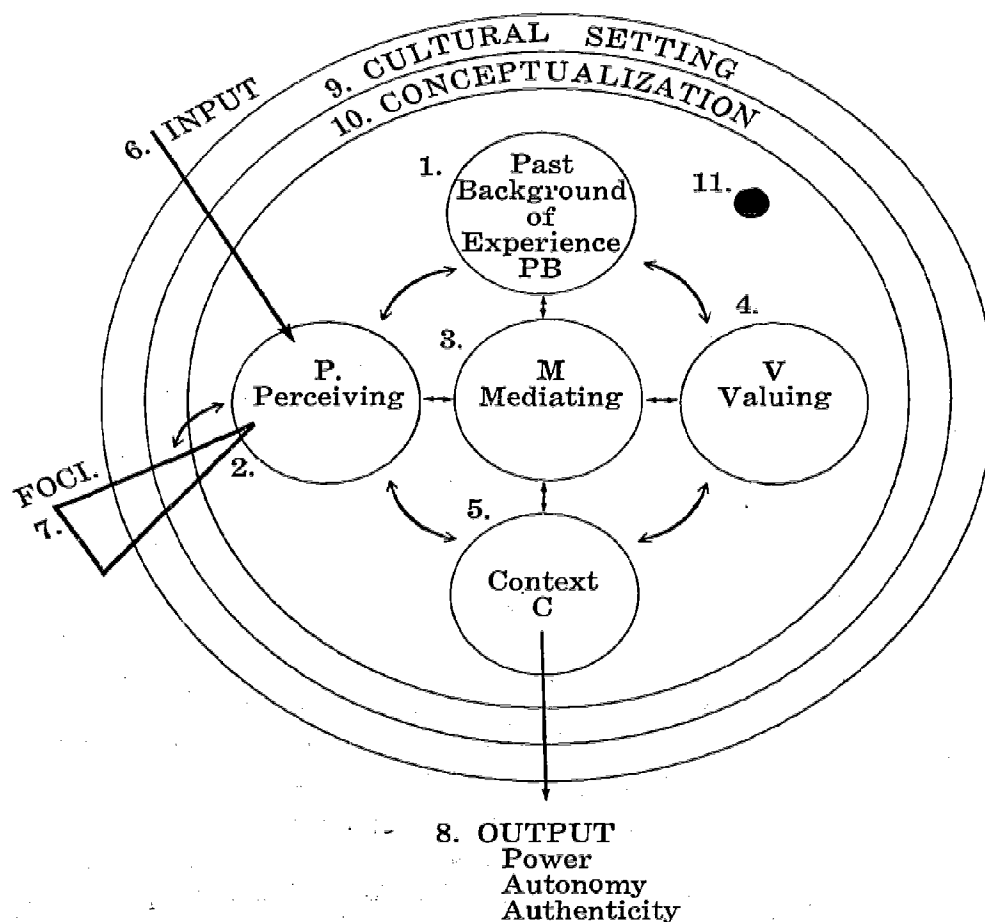 9. CULTURAL SETTING
10. CONCEPTUALIZATION
6. INPUT
1.
Past
Background
of
Experience
PB
11.
4.
3.
P.
Perceiving
M
Mediating
V
Valuing
2.
FOCI.
7.
5.
Context
C
8. OUTPUT
Power
Autonomy
Authenticity